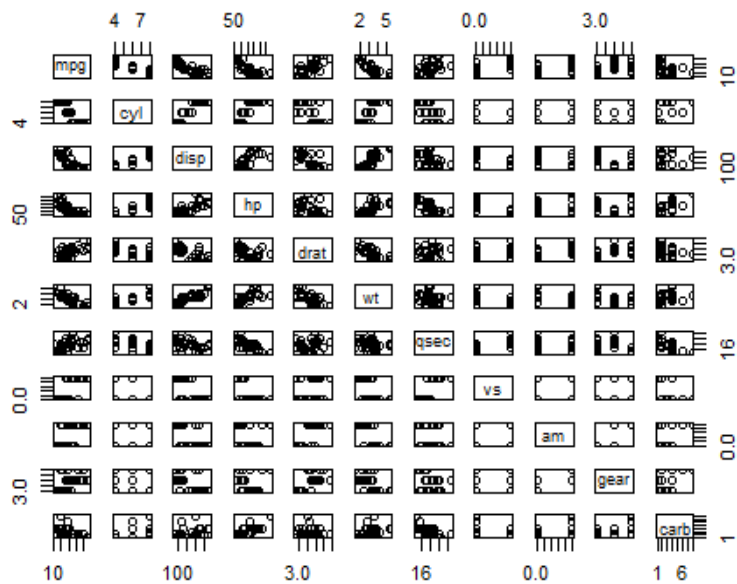 4 7 50 2 5 0.0 3.0
mpg 10
4 cyl
disp 100
50 hp
drat 3.0
2 wt
qsec 16
0.0 vs
am 0.0
3.0 gear
carb 1
10 100 3.0 16 0.0 1 6